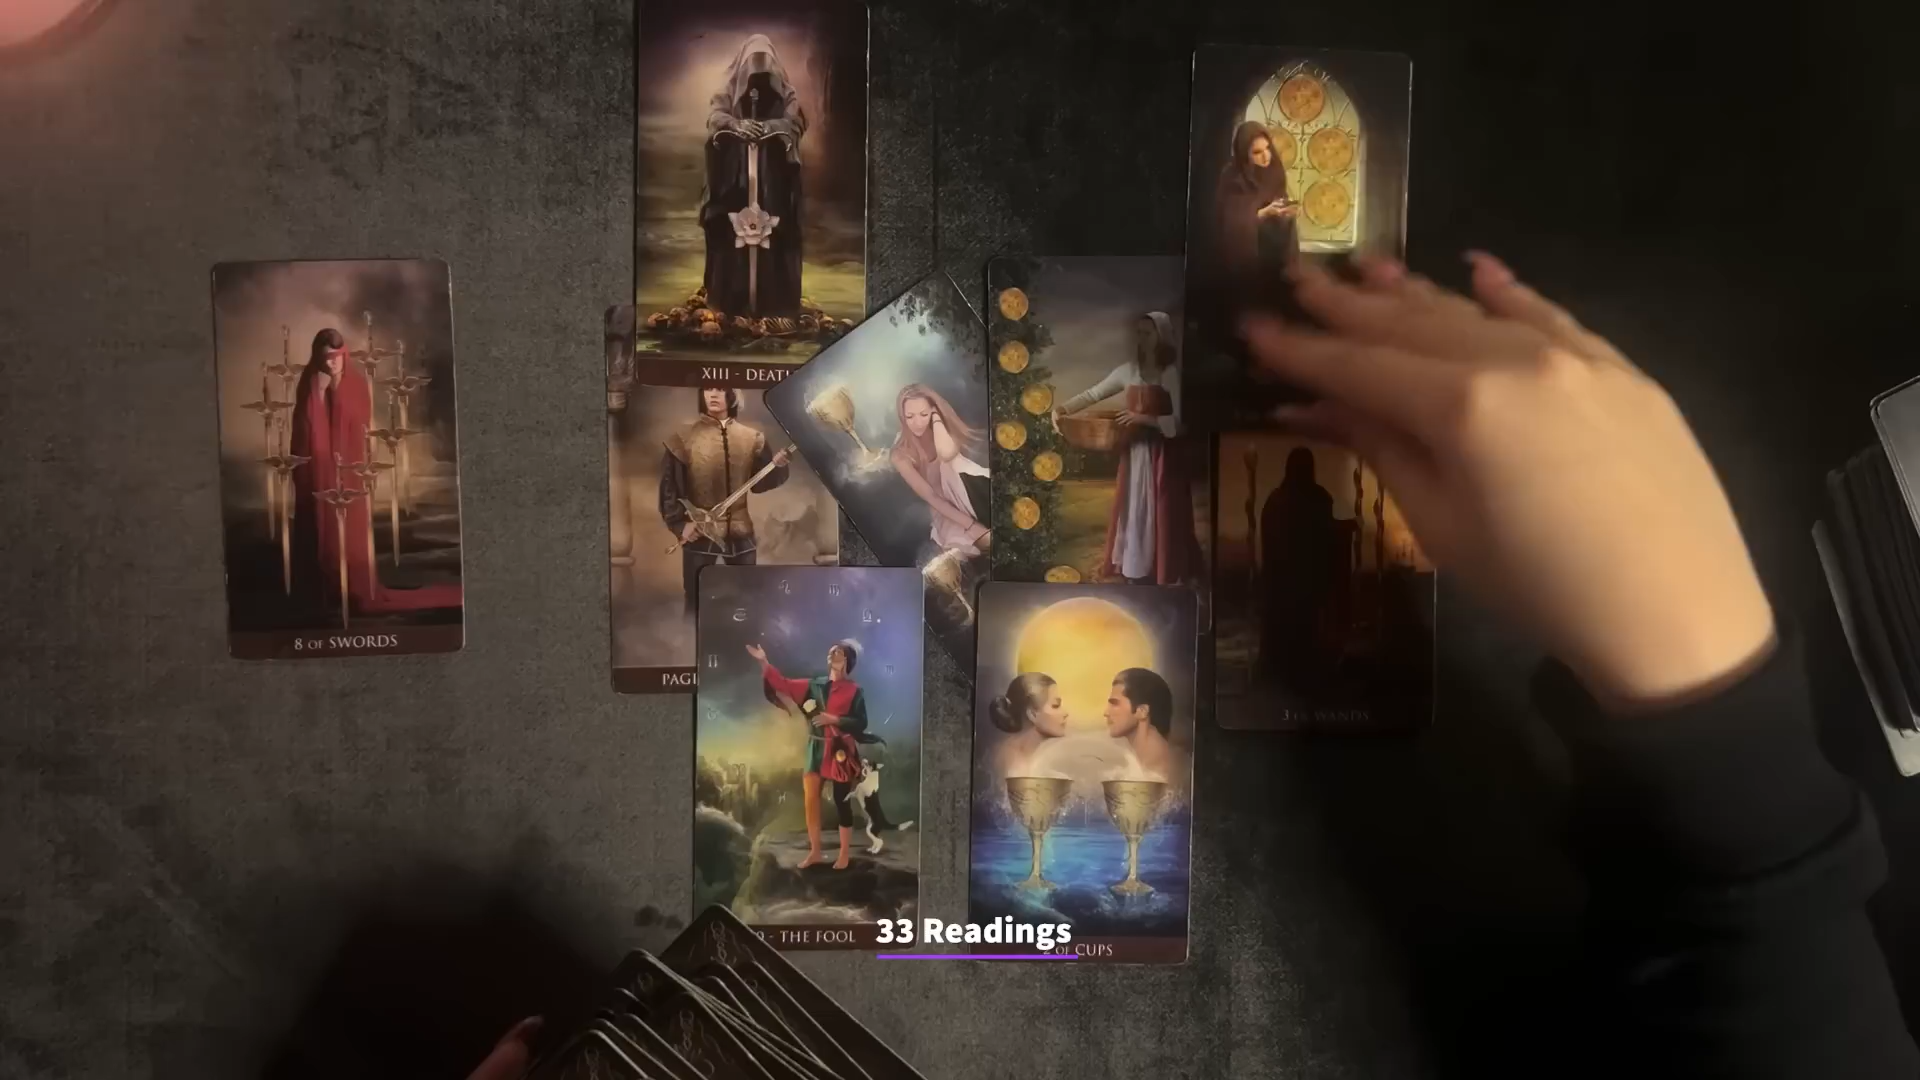 XIII - DEATH
8 OF SWORDS
PAGE
3 OF WANDS
0 - THE FOOL
33 Readings
2 OF CUPS